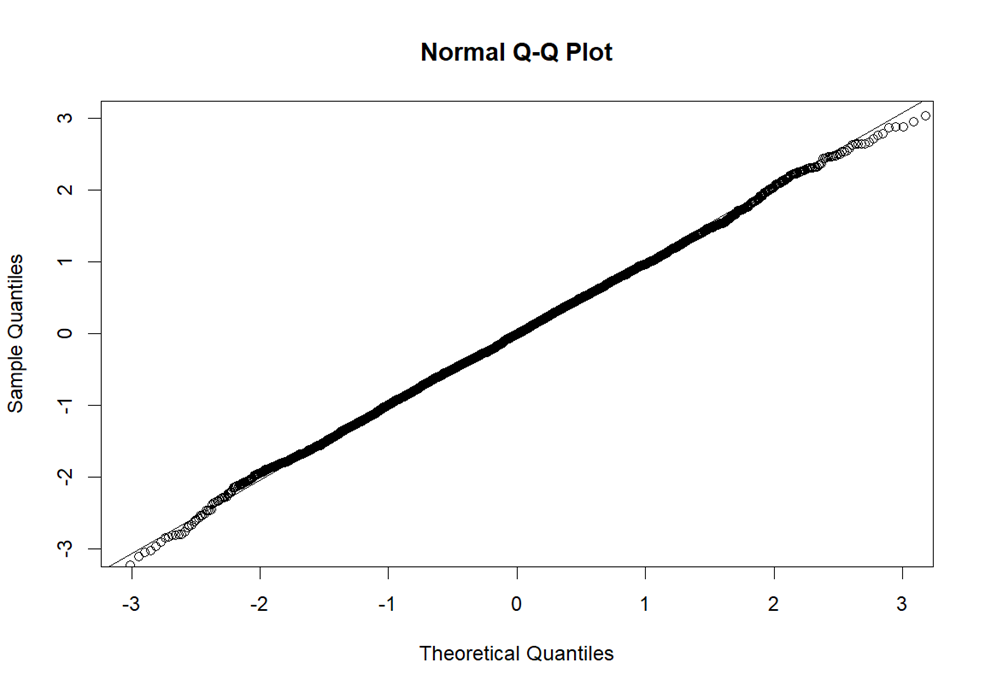 Normal Q-Q Plot
Sample Quantiles
3
2
1
0
-1
-2
-3
-3 -2 -1 0 1 2 3
Theoretical Quantiles